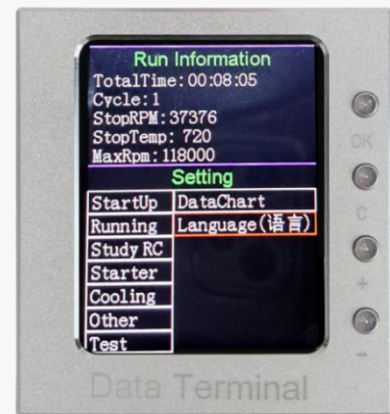 Run Information
TotalTime:00:08:05
Cycle:1
StopRPM:37376
StopTemp: 720
MaxRpm:118000
Setting
StartUp DataChart
Running Language(语言)
Study RC
Starter
Cooling
Other
Test
OK
C
+
-
Data Terminal